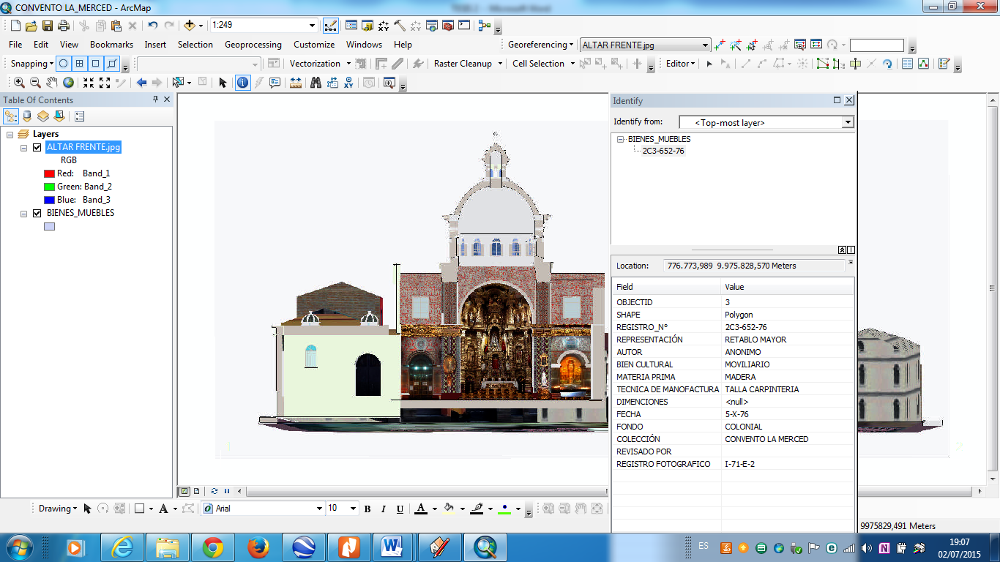 CONVENTO LA_MERCED - ArcMap
1:249
File Edit View Bookmarks Insert Selection Geoprocessing Customize Windows Help
Georeferencing ALTAR FRENTE.jpg
Snapping Vectorization Raster Cleanup Cell Selection Editor
Table Of Contents
Layers
ALTAR FRENTE.jpg
RGB
Red: Band_1
Green: Band_2
Blue: Band_3
BIENES_MUEBLES
Identify
Identify from: <Top-most layer>
BIENES_MUEBLES
2C3-652-76
Location: 776.773,989 9.975.828,570 Meters
Field Value
OBJECTID 3
SHAPE Polygon
REGISTRO_Nº 2C3-652-76
REPRESENTACIÓN RETABLO MAYOR
AUTOR ANONIMO
BIEN CULTURAL MOVILIARIO
MATERIA PRIMA MADERA
TECNICA DE MANOFACTURA TALLA CARPINTERIA
DIMENCIONES <null>
FECHA 5-X-76
FONDO COLONIAL
COLECCIÓN CONVENTO LA MERCED
REVISADO POR
REGISTRO FOTOGRAFICO I-71-E-2
Drawing Arial 10 B I U A
9975829,491 Meters
ES
19:07
02/07/2015